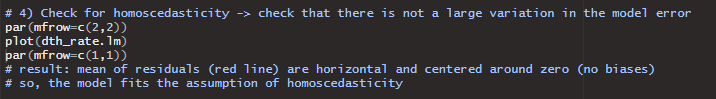 # 4) Check for homoscedasticity -> check that there is not a large variation in the model error
par(mfrow=c(2,2))
plot(dth_rate.lm)
par(mfrow=c(1,1))
# result: mean of residuals (red line) are horizontal and centered around zero (no biases)
# so, the model fits the assumption of homoscedasticity